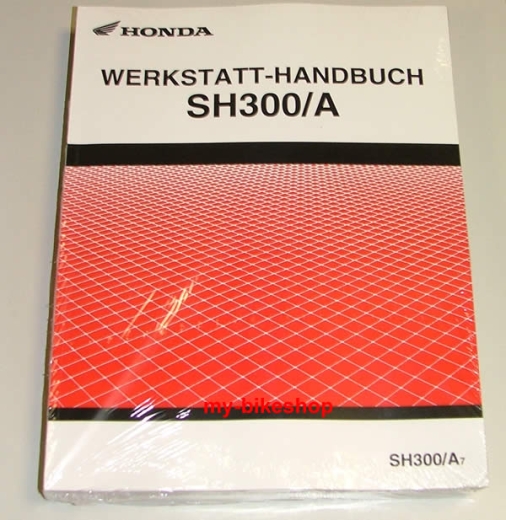 HONDA
WERKSTATT-HANDBUCH
SH300/A
my-bikeshop
SH300/A7